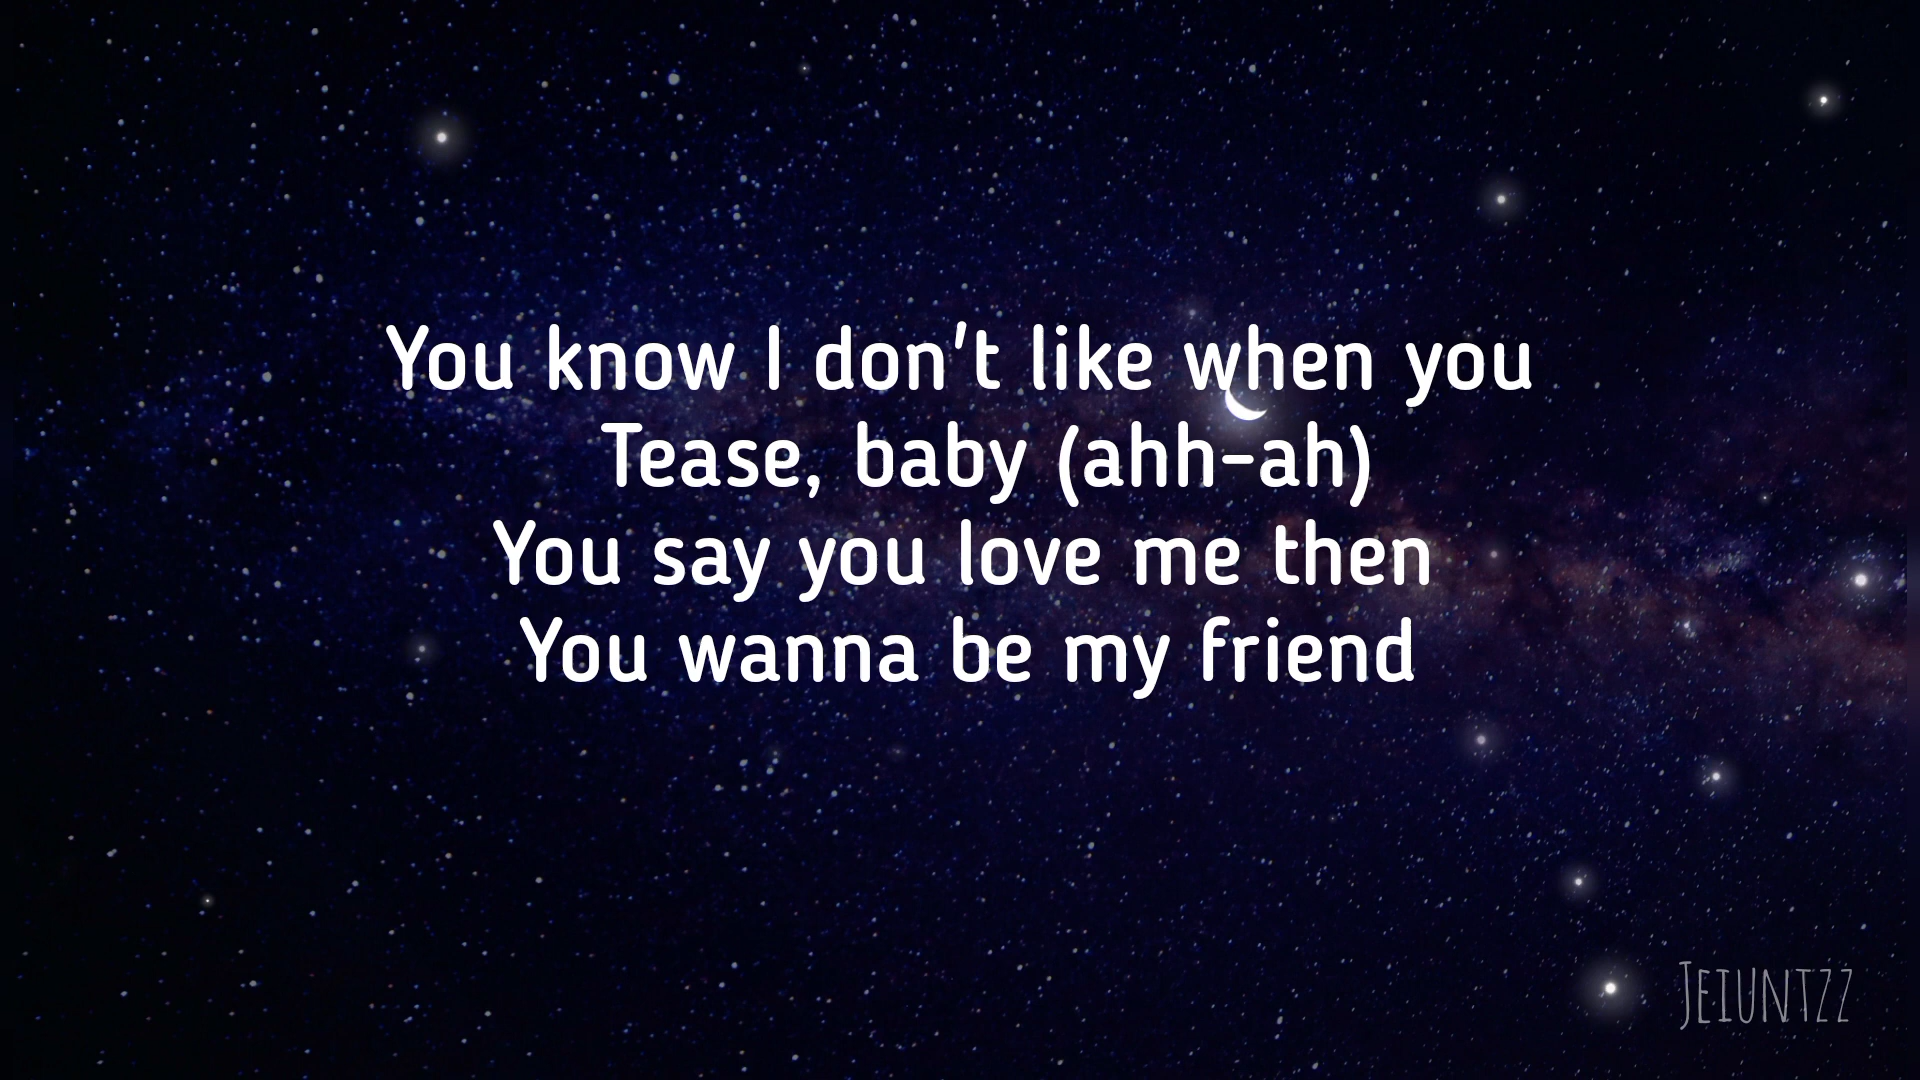 You know I don't like when you
Tease, baby (ahh-ah)
You say you love me then
You wanna be my friend
Jeiuntzz